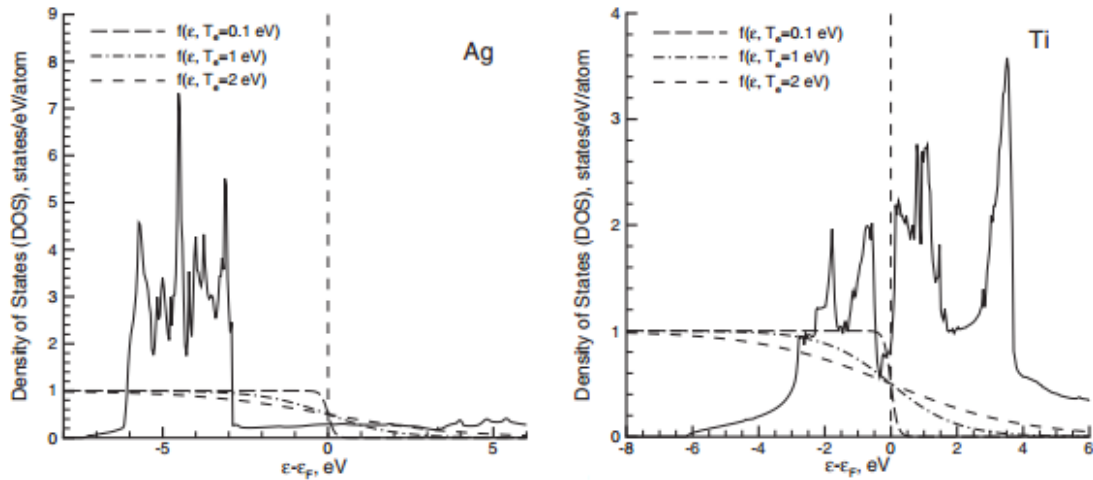 Density of States (DOS), states/eV/atom
9
8
7
6
5
4
3
2
1
0
f(ε, Tₑ=0.1 eV)
f(ε, Tₑ=1 eV)
f(ε, Tₑ=2 eV)
Ag
-5
0
5
ε-ε_F, eV
Density of States (DOS), states/eV/atom
4
3
2
1
0
f(ε, Tₑ=0.1 eV)
f(ε, Tₑ=1 eV)
f(ε, Tₑ=2 eV)
Ti
-8
-6
-4
-2
0
2
4
6
ε-ε_F, eV